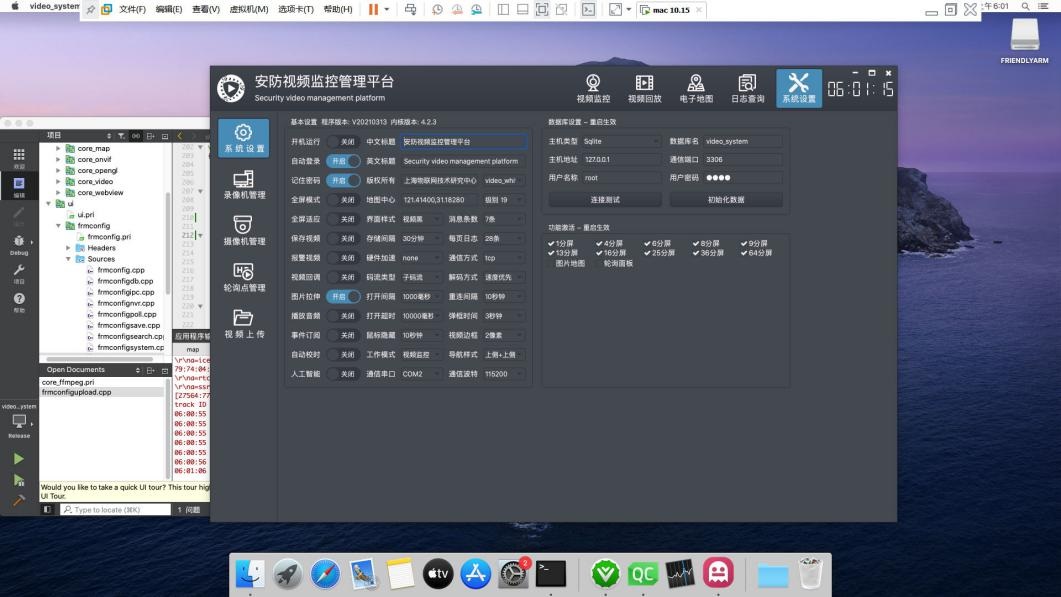 video_system 文件(F) 编辑(E) 查看(V) 虚拟机(M) 选项卡(T) 帮助(H) mac 10.15
午6:01
FRIENDLYARM
安防视频监控管理平台
Security video management platform
视频监控 视频回放 电子地图 日志查询 系统设置 06:01:15
系统设置
录像机管理
摄像机管理
轮询点管理
视频上传
基本设置 程序版本: V20210313 内核版本: 4.2.3
开机运行 关闭 中文标题 安防视频监控管理平台
自动登录 开启 英文标题 Security video management platform
记住密码 开启 版权所有 上海物联网技术研究中心 video_whi
全屏模式 关闭 地图中心 121.41400,31.18280 级别 19
全屏适应 关闭 界面样式 视频黑 消息条数 7条
保存视频 关闭 存储间隔 30分钟 每页日志 28条
报警视频 关闭 硬件加速 none 通信方式 tcp
视频回调 关闭 码流类型 子码流 解码方式 速度优先
图片拉伸 开启 打开间隔 1000毫秒 重连间隔 10秒钟
播放音频 关闭 打开超时 10000毫秒 弹框时间 3秒钟
事件订阅 关闭 鼠标隐藏 10秒钟 视频边框 2像素
自动校时 关闭 工作模式 视频监控 导航样式 上侧+上侧
人工智能 关闭 通信串口 COM2 通信波特 115200
数据库设置 – 重启生效
主机类型 Sqlite 数据库名 video_system
主机地址 127.0.0.1 通信端口 3306
用户名称 root 用户密码 ●●●●
连接测试 初始化数据
功能激活 – 重启生效
1分屏 4分屏 6分屏 8分屏 9分屏
13分屏 16分屏 25分屏 36分屏 64分屏
图片地图 轮询面板
项目
core_map
core_onvif
core_opengl
core_video
core_webview
ui
ui.pri
frmconfig
frmconfig.pri
Headers
Sources
frmconfig.cpp
frmconfigdb.cpp
frmconfigipc.cpp
frmconfignvr.cpp
frmconfigpoll.cpp
frmconfigsave.cpp
frmconfigsearch.cp
frmconfigsystem.cp
Open Documents
core_ffmpeg.pri
frmconfigupload.cpp
欢迎
编辑
Debug
项目
帮助
video...ystem
Release
202
203
207
209
210
211
212
213
214
219
220
222
应用程序输
map
\r\na=ice
79:74:04:
\r\na=rtc
\r\na=ssr
[27564:77
track ID
06:00:55
06:00:55
06:00:55
06:00:55
06:00:56
06:01:06
Would you like to take a quick UI tour? This tour hig
UI Tour.
Type to locate (⌘K) 1 问题
tv
2
QC